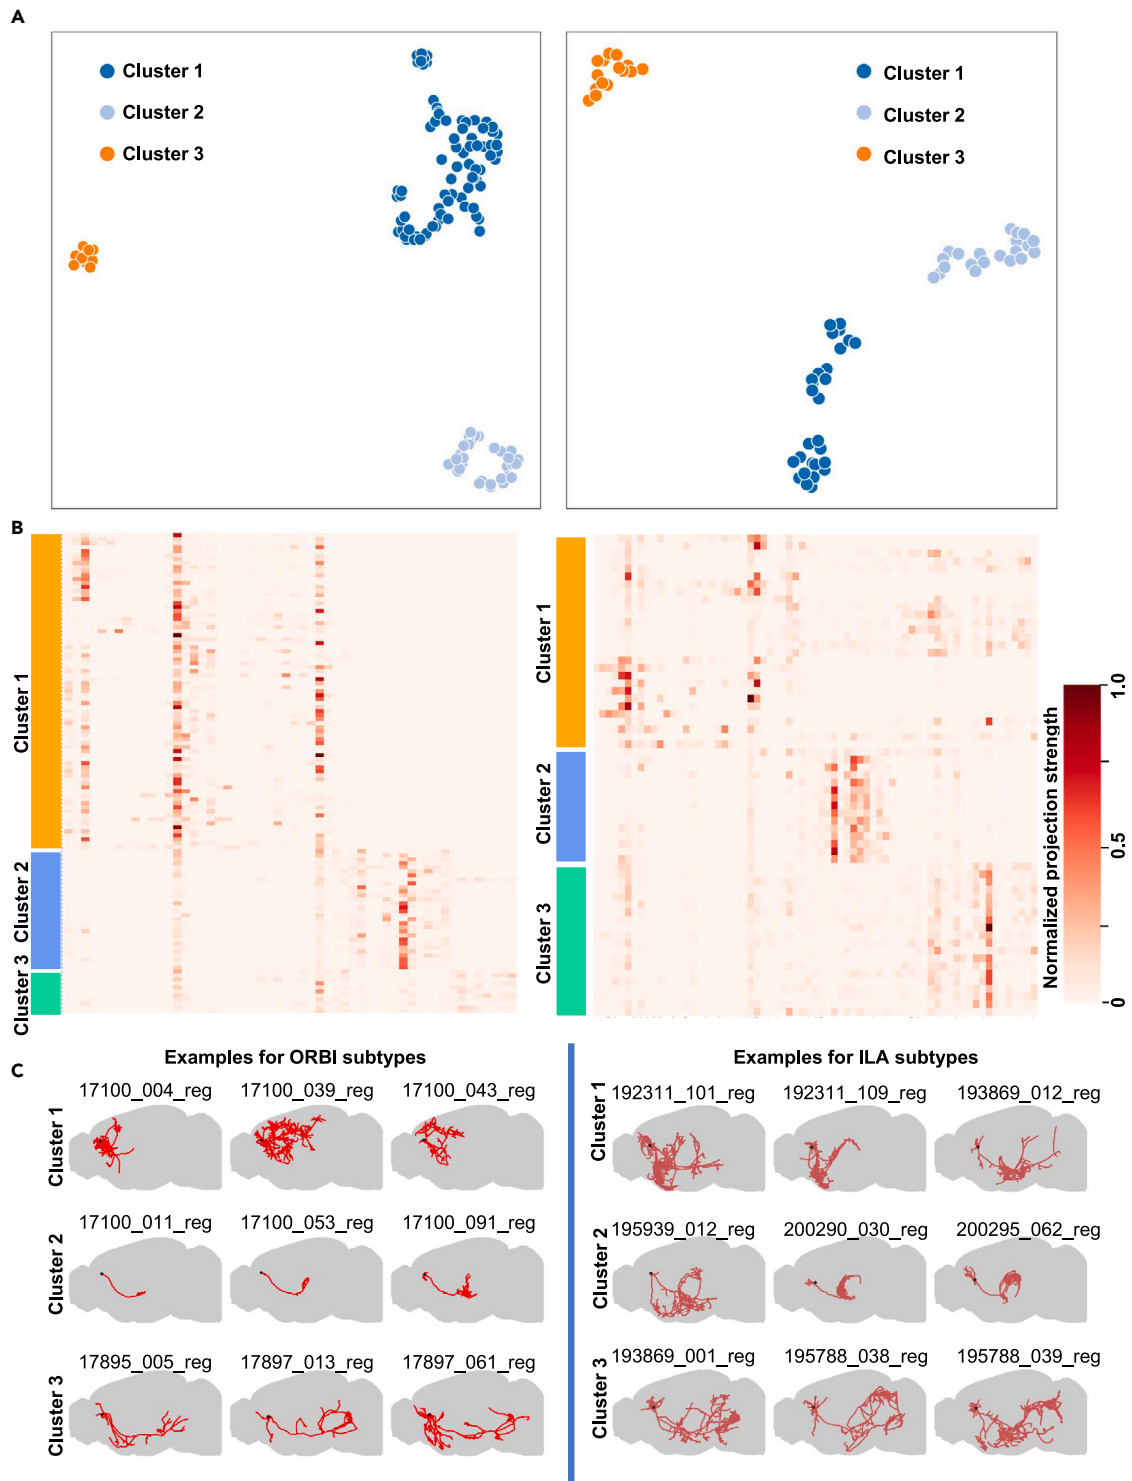 A
Cluster 1
Cluster 2
Cluster 3
Cluster 1
Cluster 2
Cluster 3
B
Cluster 1
Cluster 2
Cluster 3
Cluster 1
Cluster 2
Cluster 3
Normalized projection strength
1.0
0.5
0
C
Examples for ORBI subtypes
Cluster 1
17100_004_reg 17100_039_reg 17100_043_reg
Cluster 2
17100_011_reg 17100_053_reg 17100_091_reg
Cluster 3
17895_005_reg 17897_013_reg 17897_061_reg
Examples for ILA subtypes
Cluster 1
192311_101_reg 192311_109_reg 193869_012_reg
Cluster 2
195939_012_reg 200290_030_reg 200295_062_reg
Cluster 3
193869_001_reg 195788_038_reg 195788_039_reg